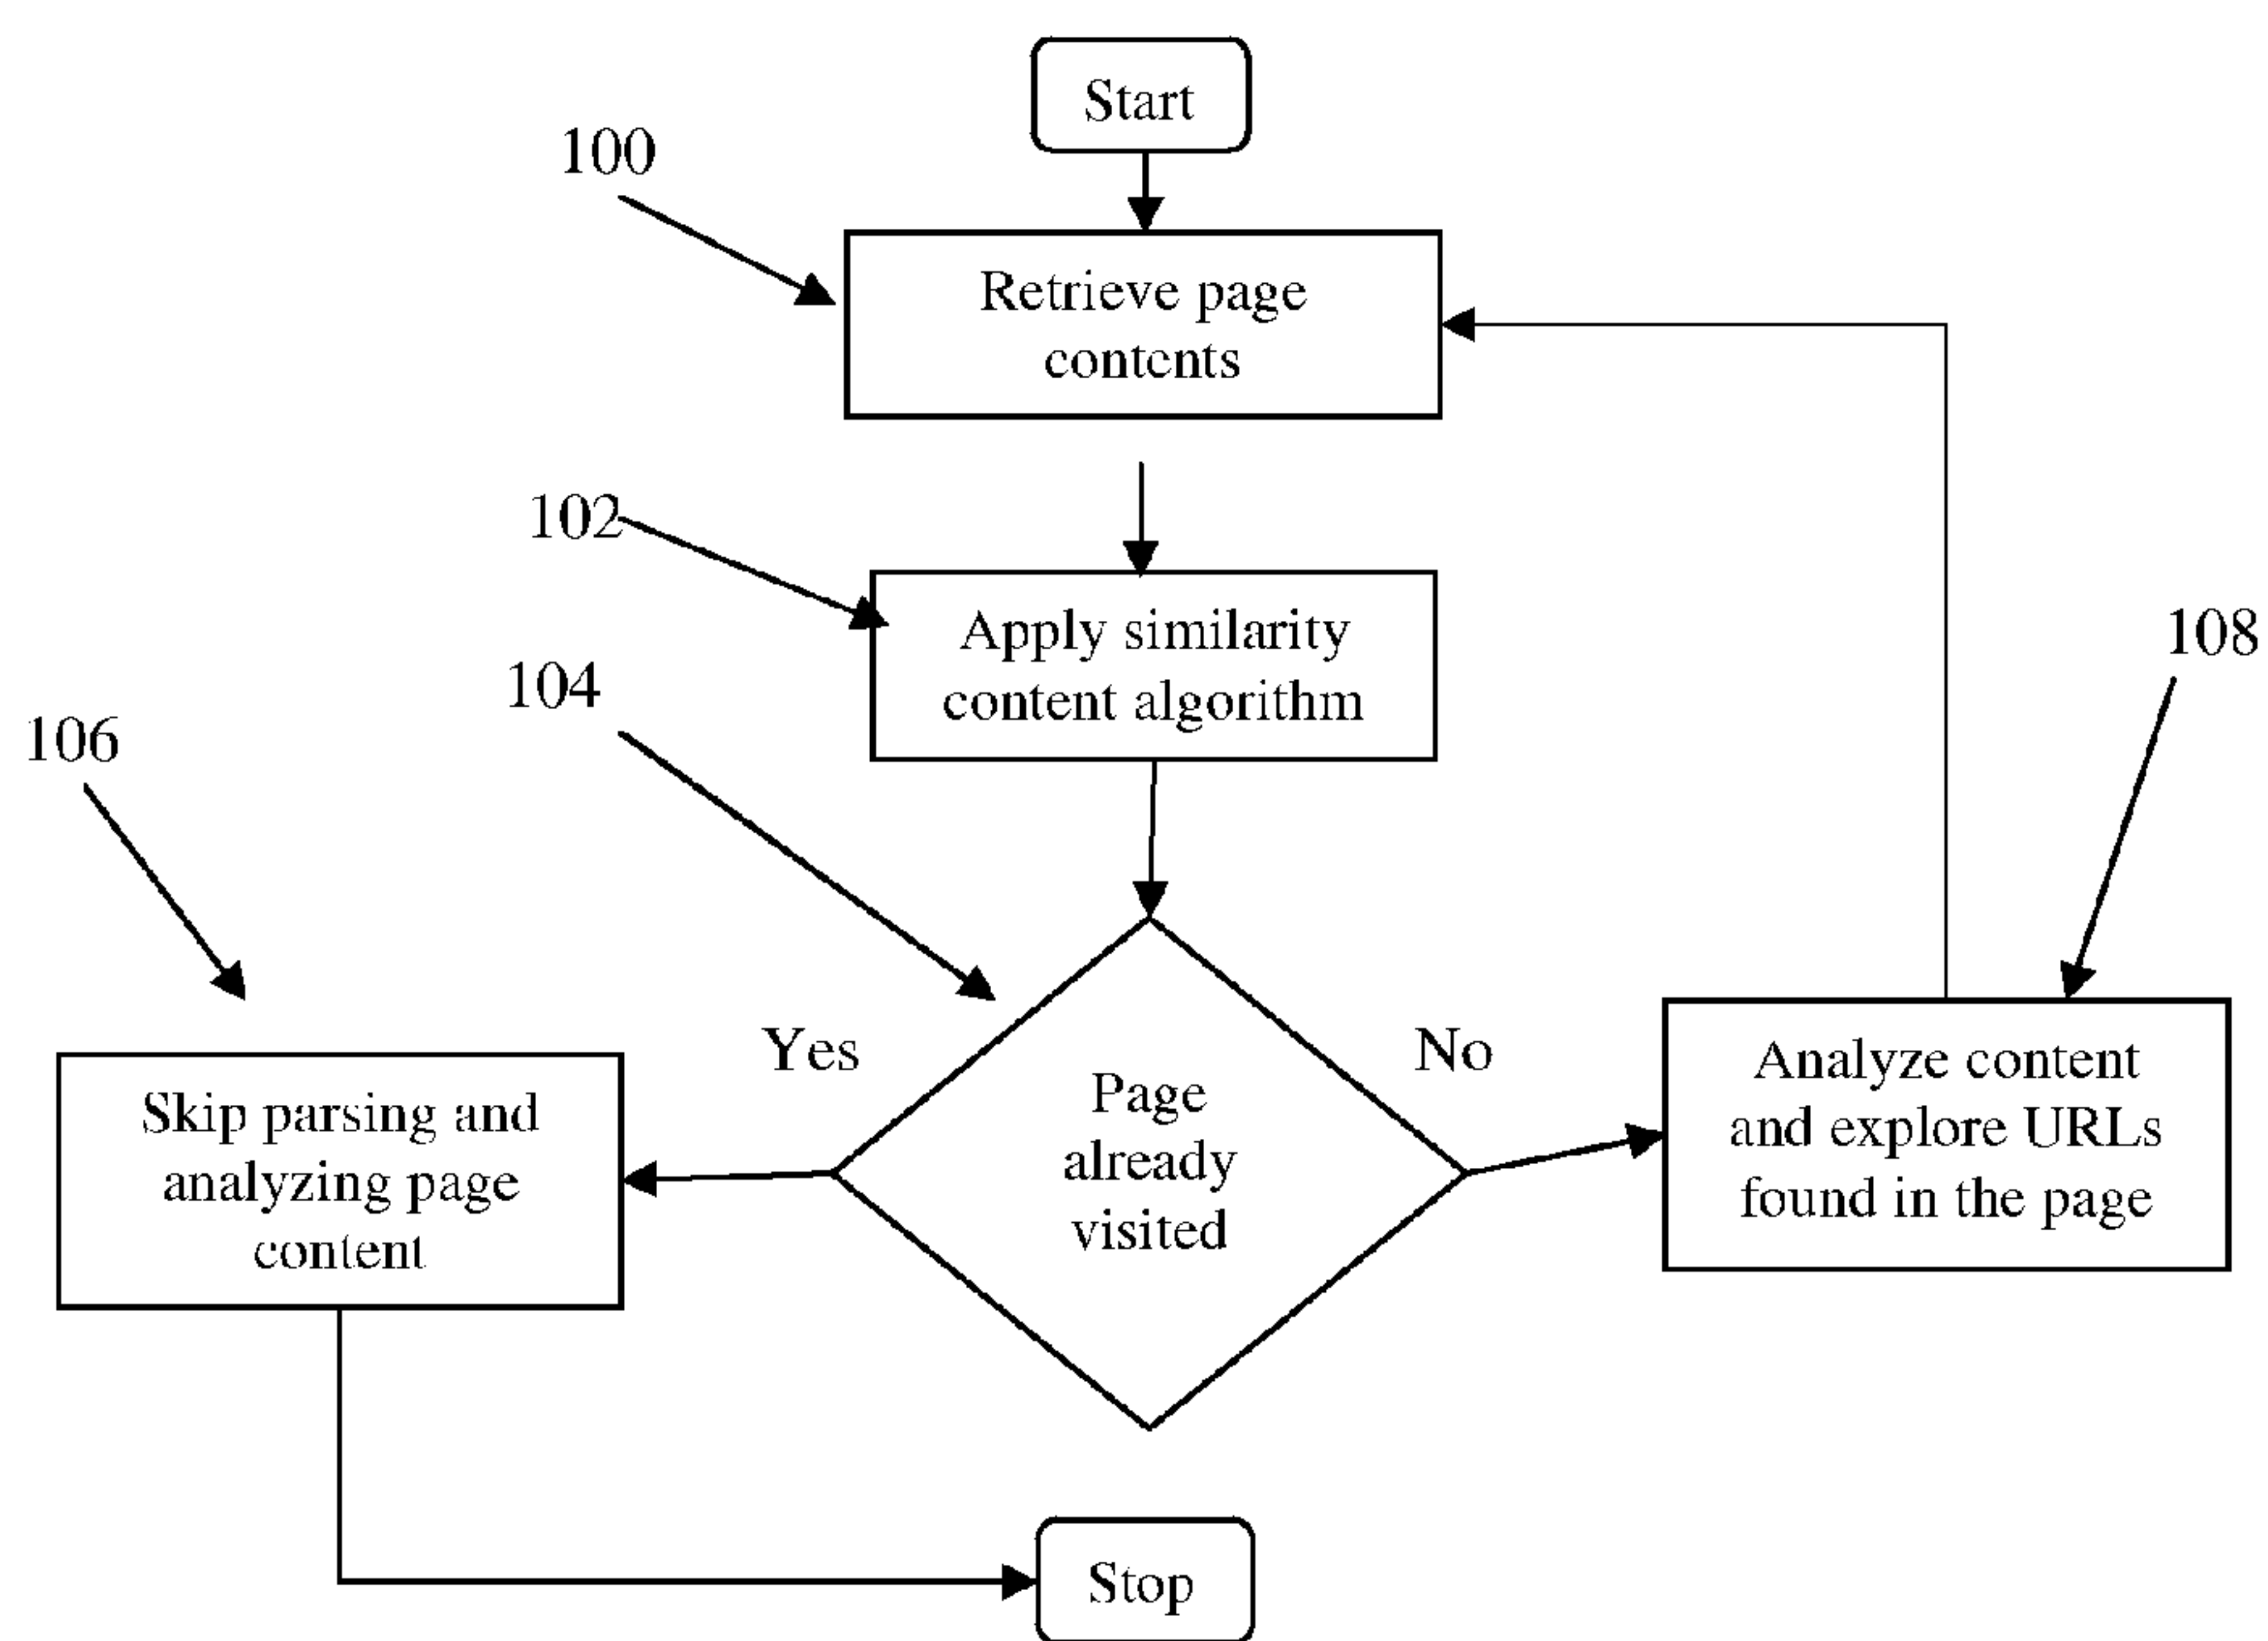 Start
100
Retrieve page
contents
102
Apply similarity
content algorithm
104
106
108
Yes
No
Page
already
visited
Skip parsing and
analyzing page
content
Analyze content
and explore URLs
found in the page
Stop